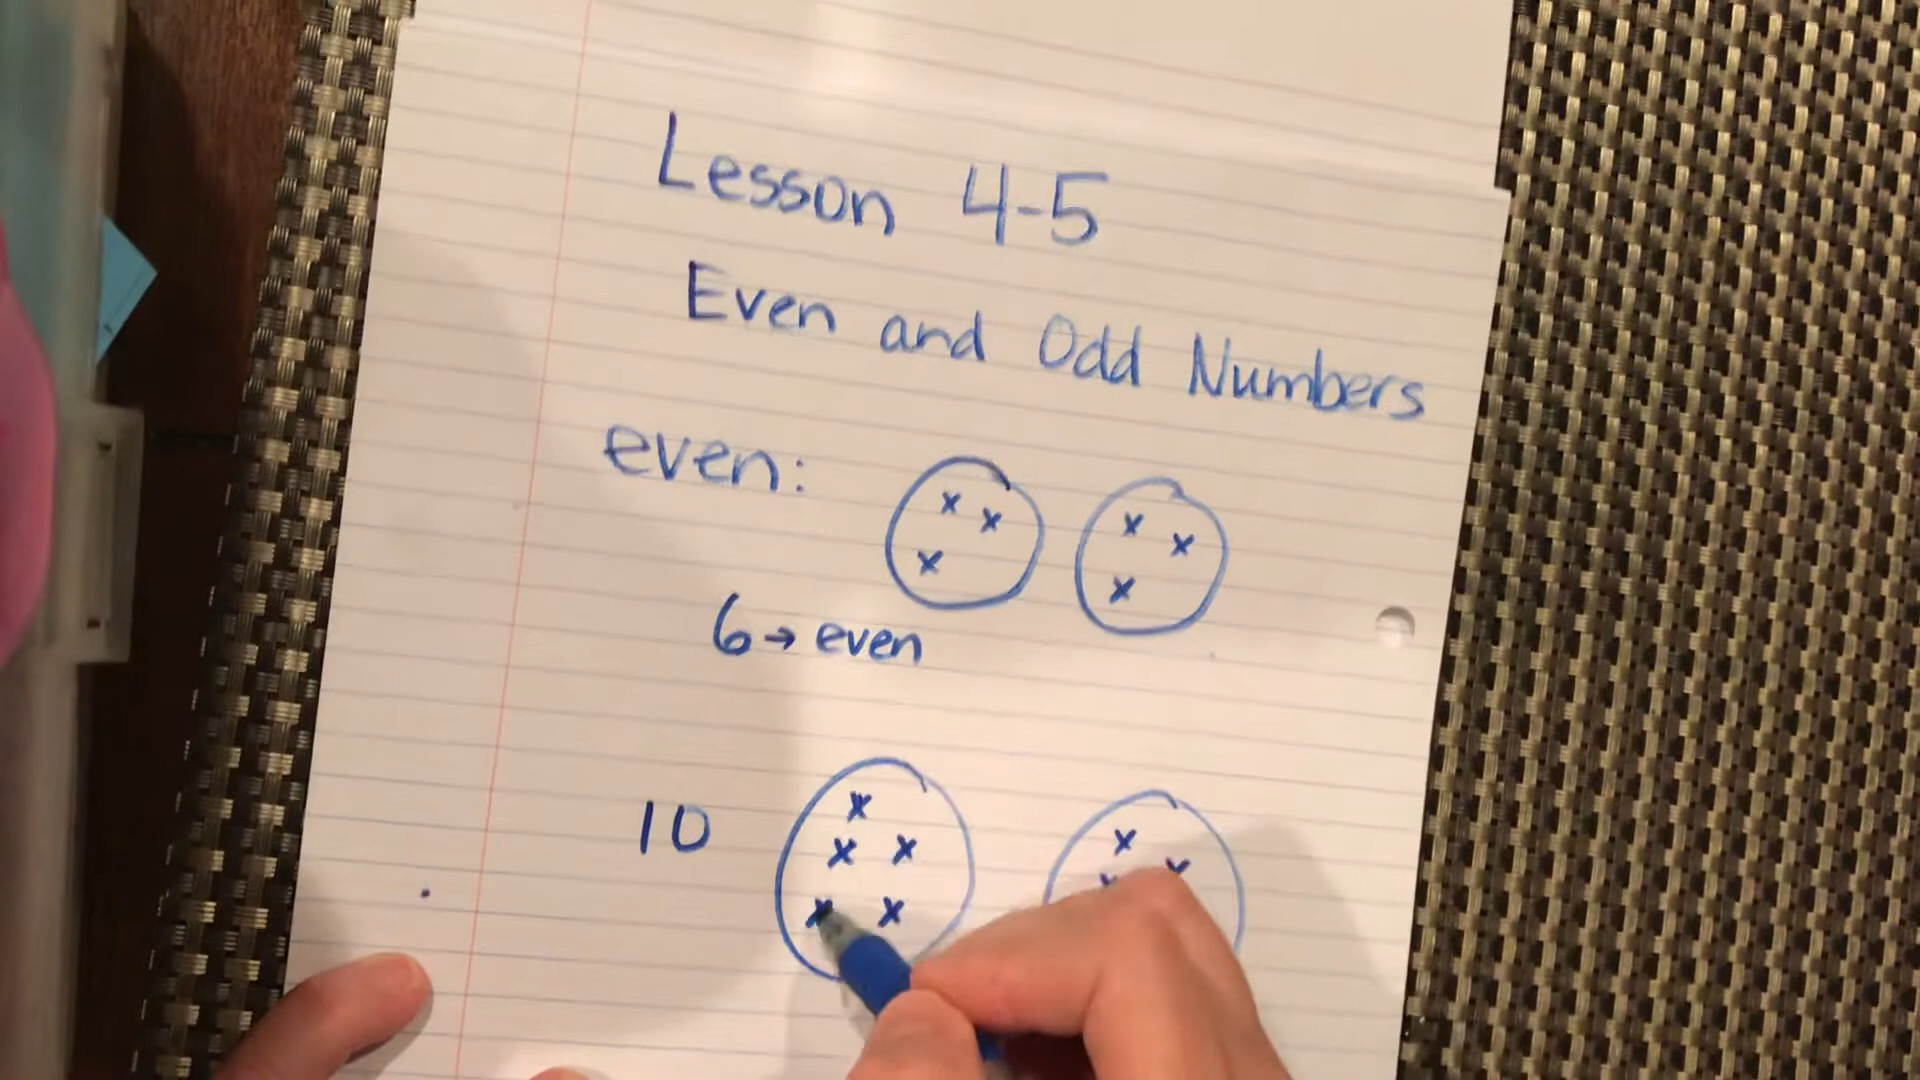 Lesson 4-5
Even and Odd Numbers
even: x x x x x x
6→even
10 x x x x x x x x